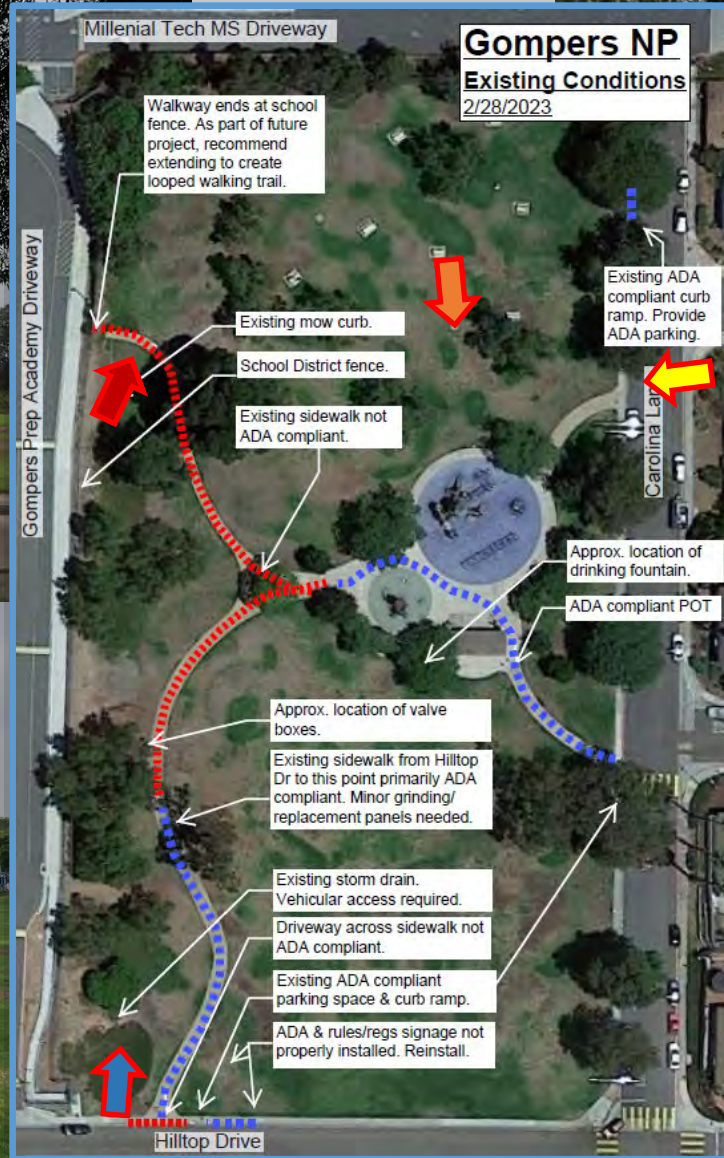 Millenial Tech MS Driveway
Gompers NP
Existing Conditions
2/28/2023
Walkway ends at school
fence. As part of future
project, recommend
extending to create
looped walking trail.
Gompers Prep Academy Driveway
Existing ADA
compliant curb
ramp. Provide
ADA parking.
Existing mow curb.
School District fence.
Existing sidewalk not
ADA compliant.
Carolina
Approx. location of
drinking fountain.
ADA compliant POT
Approx. location of valve
boxes.
Existing sidewalk from Hilltop
Dr to this point primarily ADA
compliant. Minor grinding/
replacement panels needed.
Existing storm drain.
Vehicular access required.
Driveway across sidewalk not
ADA compliant.
Existing ADA compliant
parking space & curb ramp.
ADA & rules/regs signage not
properly installed. Reinstall.
Hilltop Drive